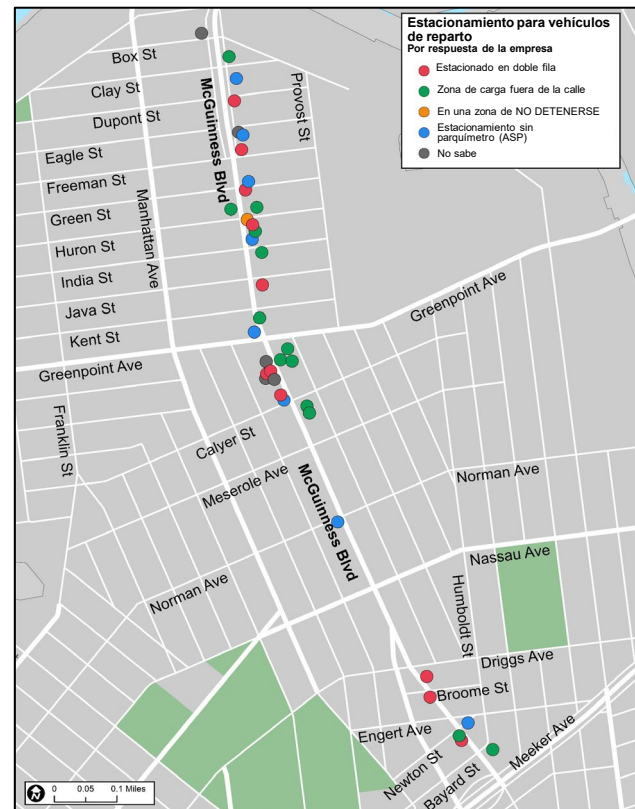 Estacionamiento para vehículos
de reparto
Por respuesta de la empresa
Estacionado en doble fila
Zona de carga fuera de la calle
En una zona de NO DETENERSE
Estacionamiento sin
parquímetro (ASP)
No sabe
Box St
Clay St
Dupont St
Eagle St
Freeman St
Green St
Huron St
India St
Java St
Kent St
Greenpoint Ave
Manhattan Ave
McGuinness Blvd
Provost St
Greenpoint Ave
Franklin St
Calyer St
Meserole Ave
Norman Ave
McGuinness Blvd
Norman Ave
Nassau Ave
Humboldt St
Driggs Ave
Broome St
Engert Ave
Newton St
Bayard St
Meeker Ave
0 0.05 0.1 Miles